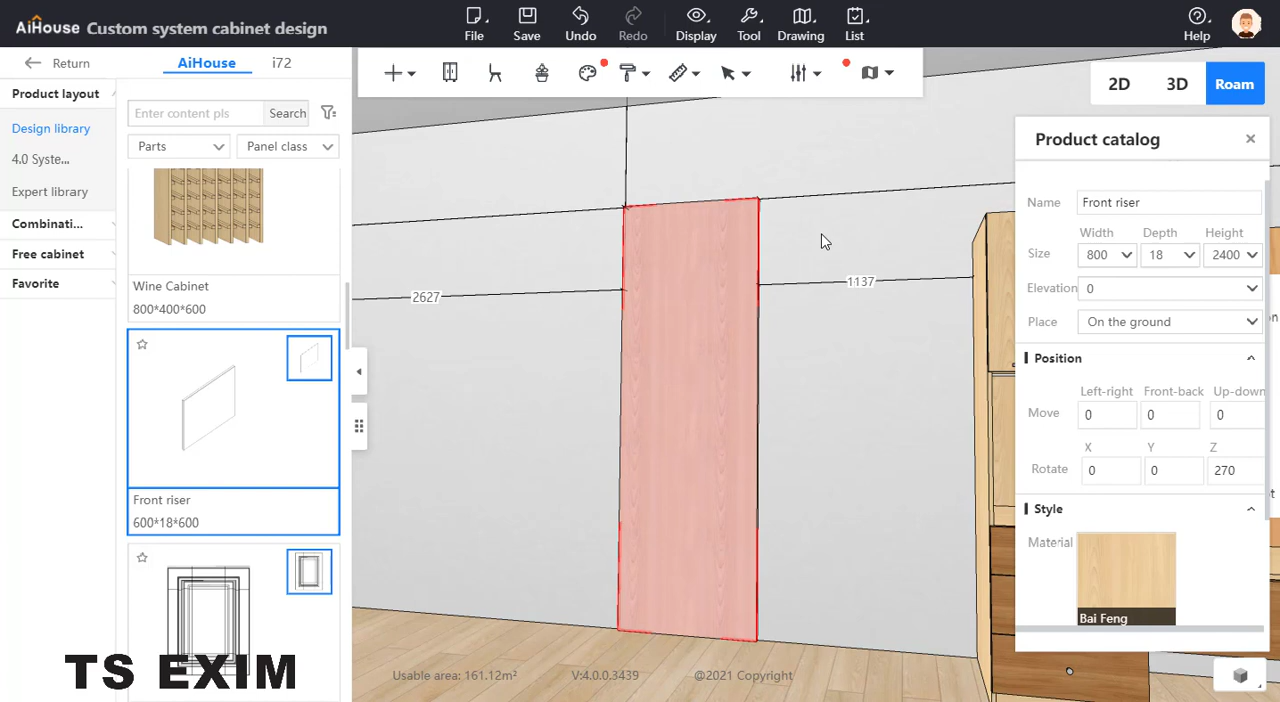 AiHouse Custom system cabinet design
File
Save
Undo
Redo
Display
Tool
Drawing
List
Help
Return
AiHouse
i72
Product layout
Design library
4.0 Syste...
Expert library
Combinati...
Free cabinet
Favorite
Enter content pls
Search
Parts
Panel class
Wine Cabinet
800*400*600
Front riser
600*18*600
TS EXIM
2D
3D
Roam
2627
1137
Usable area: 161.12m²
V:4.0.0.3439
@2021 Copyright
Product catalog
Name
Front riser
Width
Depth
Height
Size
800
18
2400
Elevation
0
Place
On the ground
Position
Left-right
Front-back
Up-down
Move
0
0
0
X
Y
Z
Rotate
0
0
270
Style
Material
Bai Feng